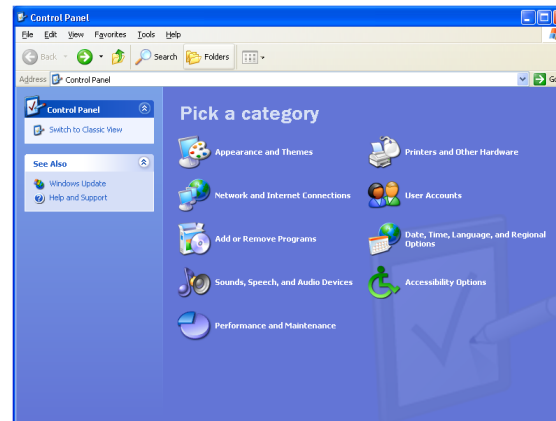 Control Panel
File Edit View Favorites Tools Help
Back Search Folders
Address Control Panel
Control Panel
Switch to Classic View
See Also
Windows Update
Help and Support
Pick a category
Appearance and Themes
Printers and Other Hardware
Network and Internet Connections
User Accounts
Add or Remove Programs
Date, Time, Language, and Regional
Options
Sounds, Speech, and Audio Devices
Accessibility Options
Performance and Maintenance